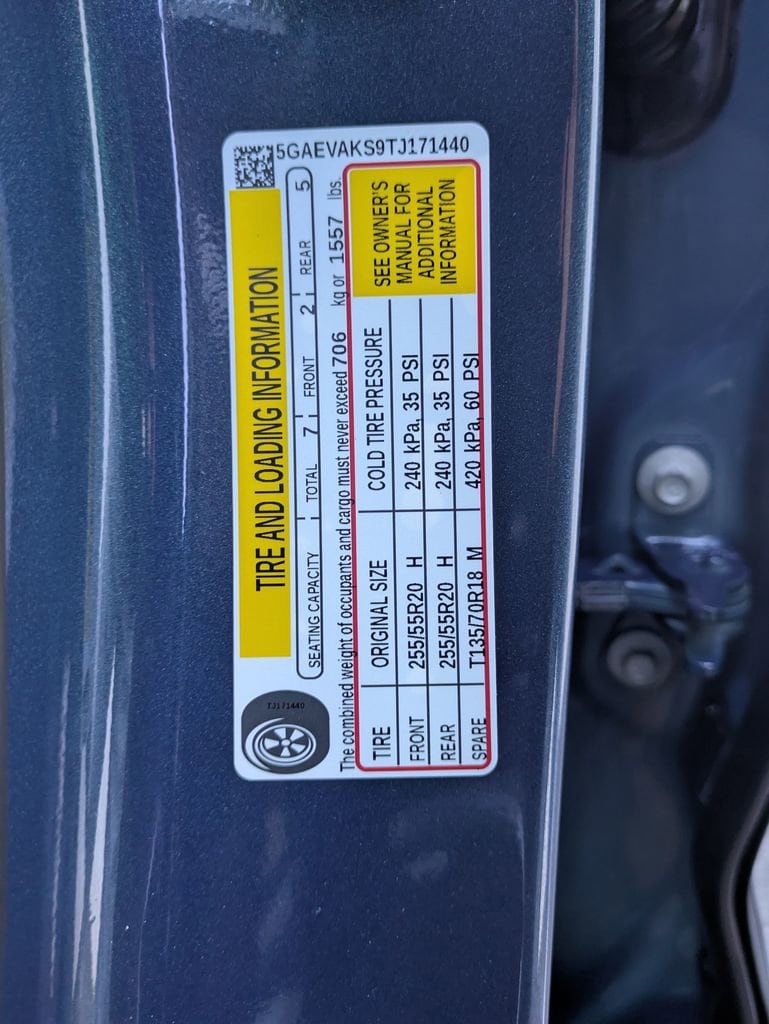 5GAEVAKS9TJ171440
TIRE AND LOADING INFORMATION
TJ171440
SEATING CAPACITY TOTAL 7 FRONT 2 REAR 5
The combined weight of occupants and cargo must never exceed 706 kg or 1557 lbs.
TIRE ORIGINAL SIZE COLD TIRE PRESSURE
FRONT 255/55R20 H 240 kPa, 35 PSI
REAR 255/55R20 H 240 kPa, 35 PSI
SPARE T135/70R18 M 420 kPa, 60 PSI
SEE OWNER'S
MANUAL FOR
ADDITIONAL
INFORMATION